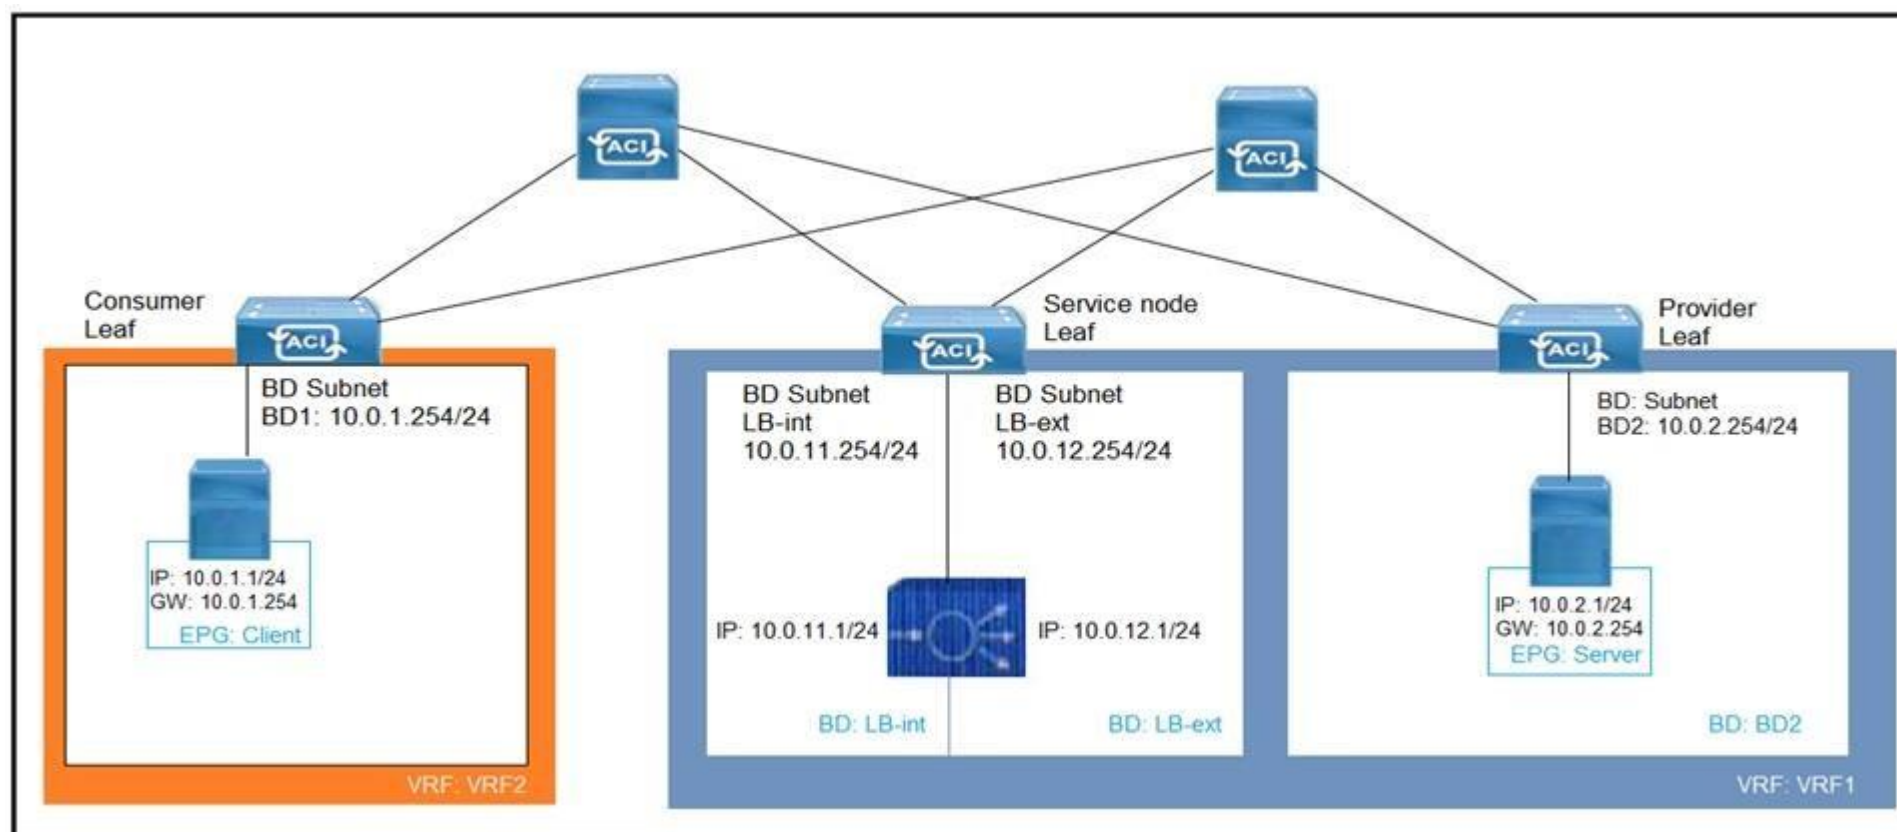 ACI
ACI
Consumer
Leaf
ACI
Service node
Leaf
ACI
Provider
Leaf
ACI
BD Subnet
BD1: 10.0.1.254/24
BD Subnet
LB-int
10.0.11.254/24
BD Subnet
LB-ext
10.0.12.254/24
BD: Subnet
BD2: 10.0.2.254/24
IP: 10.0.1.1/24
GW: 10.0.1.254
EPG: Client
IP: 10.0.11.1/24
IP: 10.0.12.1/24
IP: 10.0.2.1/24
GW: 10.0.2.254
EPG: Server
BD: LB-int
BD: LB-ext
BD: BD2
VRF: VRF2
VRF: VRF1